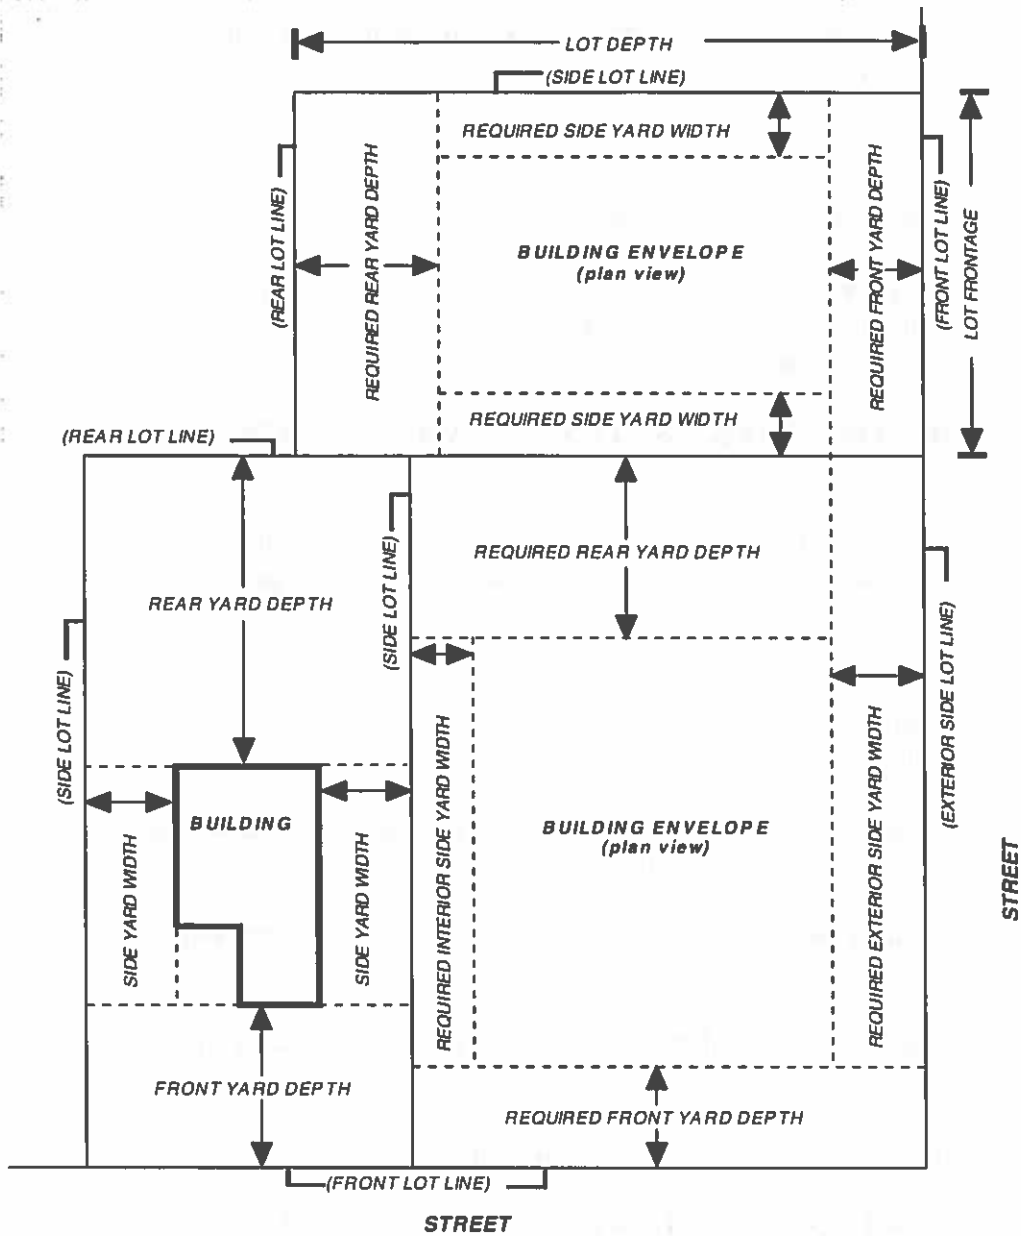 LOT DEPTH
(SIDE LOT LINE)
REQUIRED SIDE YARD WIDTH
(REAR LOT LINE)
REQUIRED REAR YARD DEPTH
BUILDING ENVELOPE
(plan view)
REQUIRED FRONT YARD DEPTH
(FRONT LOT LINE)
LOT FRONTAGE
REQUIRED SIDE YARD WIDTH
(REAR LOT LINE)
(SIDE LOT LINE)
REQUIRED REAR YARD DEPTH
REAR YARD DEPTH
(SIDE LOT LINE)
(EXTERIOR SIDE LOT LINE)
BUILDING
SIDE YARD WIDTH
SIDE YARD WIDTH
REQUIRED INTERIOR SIDE YARD WIDTH
BUILDING ENVELOPE
(plan view)
REQUIRED EXTERIOR SIDE YARD WIDTH
STREET
FRONT YARD DEPTH
REQUIRED FRONT YARD DEPTH
(FRONT LOT LINE)
STREET